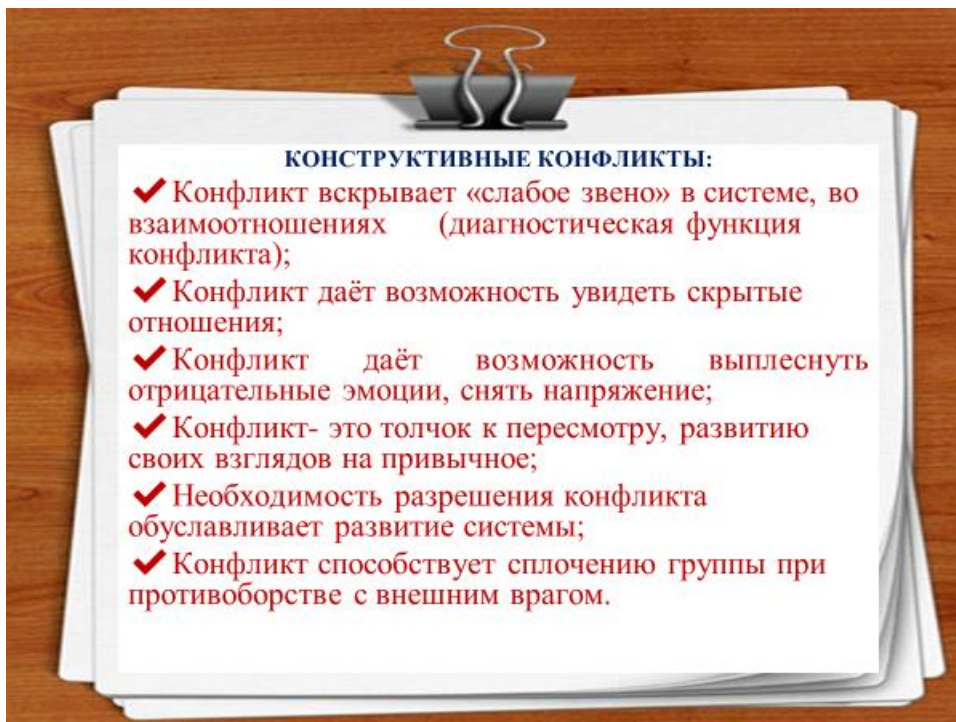 КОНСТРУКТИВНЫЕ КОНФЛИКТЫ:
✔Конфликт вскрывает «слабое звено» в системе, во
взаимоотношениях (диагностическая функция
конфликта);
✔Конфликт даёт возможность увидеть скрытые
отношения;
✔Конфликт даёт возможность выплеснуть
отрицательные эмоции, снять напряжение;
✔Конфликт- это толчок к пересмотру, развитию
своих взглядов на привычное;
✔Необходимость разрешения конфликта
обуславливает развитие системы;
✔Конфликт способствует сплочению группы при
противоборстве с внешним врагом.